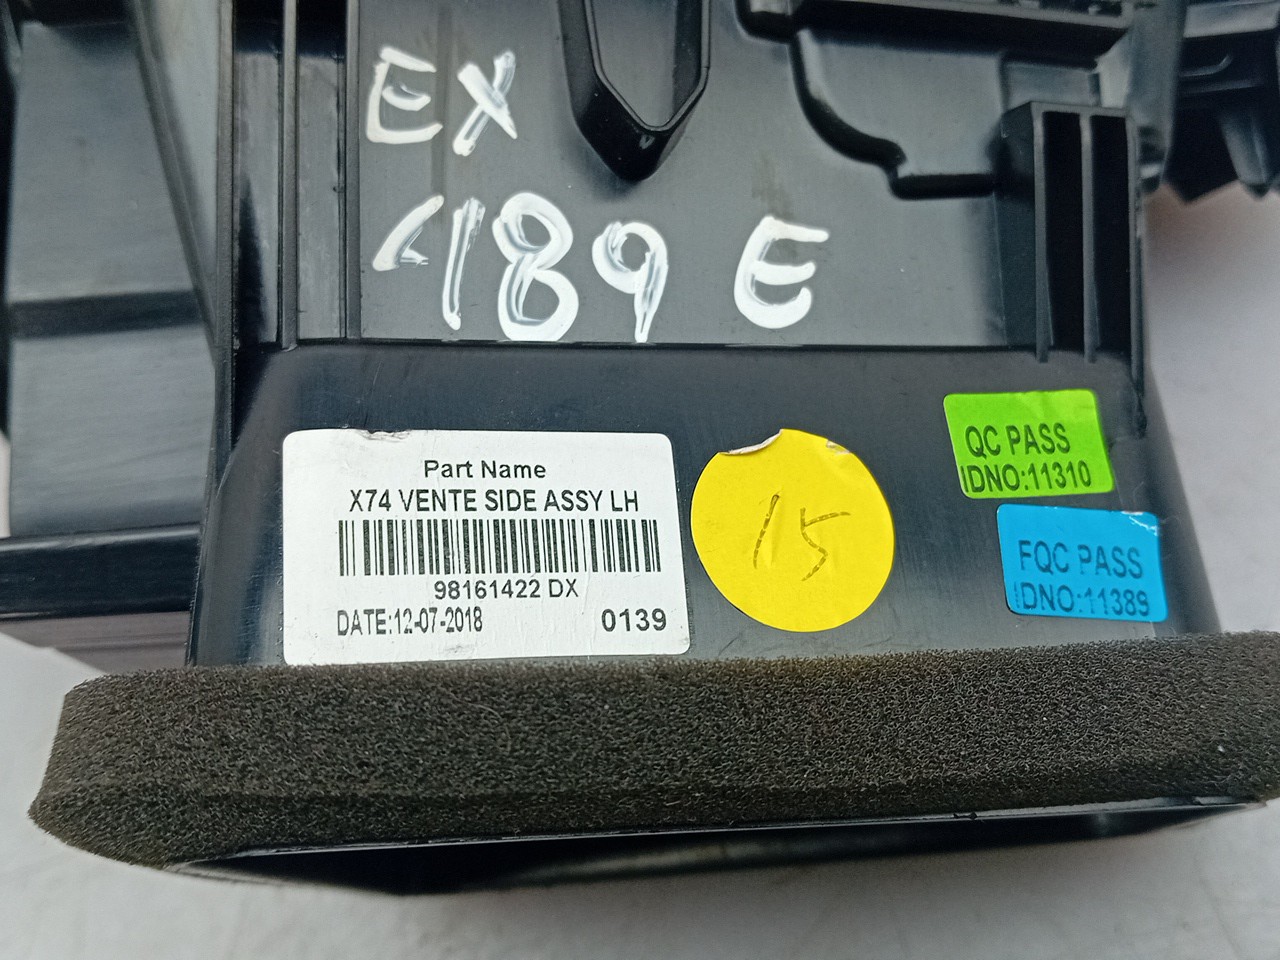 EX
489 E
Part Name
X74 VENTE SIDE ASSY LH
98161422 DX
DATE:12-07-2018
0139
15
QC PASS
IDNO:11310
FQC PASS
IDNO:11389